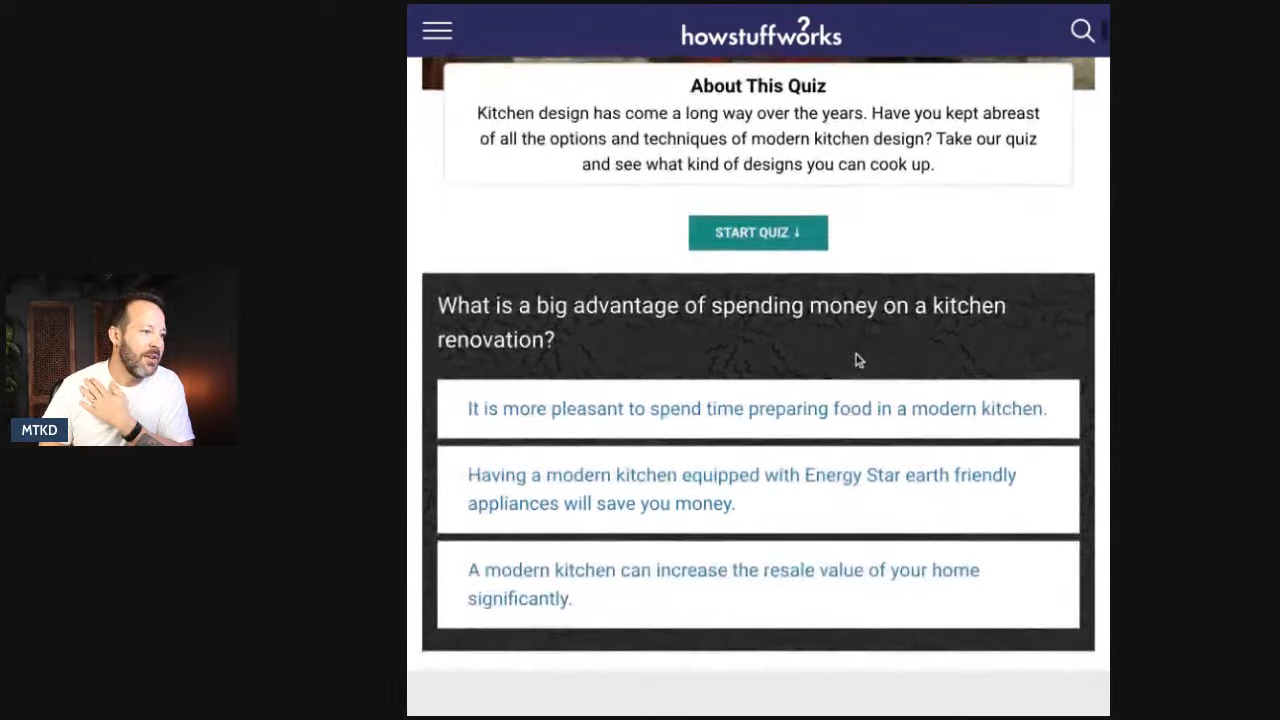 howstuffworks
About This Quiz
Kitchen design has come a long way over the years. Have you kept abreast
of all the options and techniques of modern kitchen design? Take our quiz
and see what kind of designs you can cook up.
START QUIZ ↓
What is a big advantage of spending money on a kitchen
renovation?
It is more pleasant to spend time preparing food in a modern kitchen.
Having a modern kitchen equipped with Energy Star earth friendly
appliances will save you money.
A modern kitchen can increase the resale value of your home
significantly.
MTKD